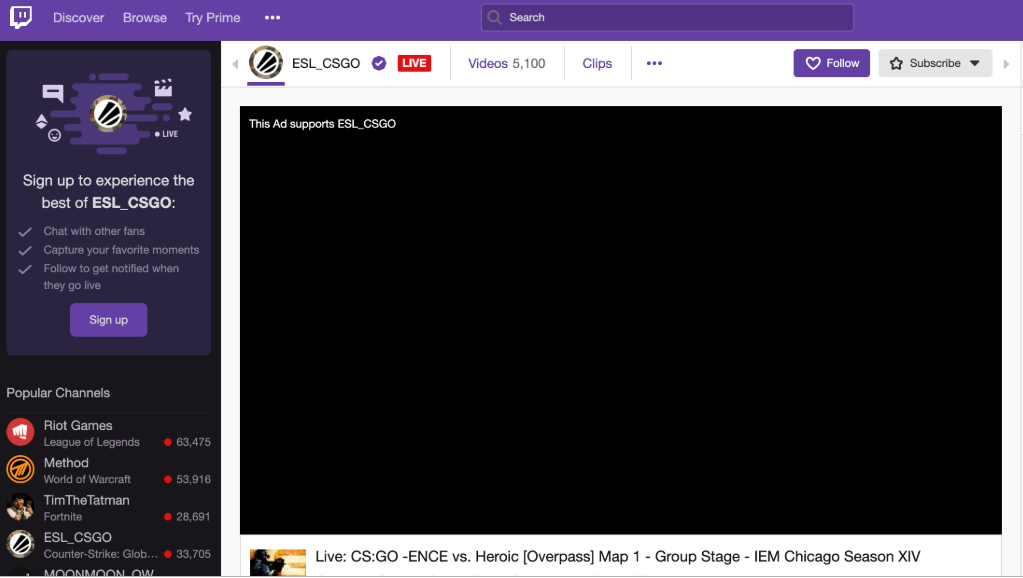 Discover Browse Try Prime
Search
ESL_CSGO LIVE Videos 5,100 Clips Follow Subscribe
LIVE
Sign up to experience the
best of ESL_CSGO:
Chat with other fans
Capture your favorite moments
Follow to get notified when
they go live
Sign up
Popular Channels
Riot Games
League of Legends 63,475
Method
World of Warcraft 53,916
TimTheTatman
Fortnite 28,691
ESL_CSGO
Counter-Strike: Glob... 33,705
MOONMOON_OW
This Ad supports ESL_CSGO
Live: CS:GO -ENCE vs. Heroic [Overpass] Map 1 - Group Stage - IEM Chicago Season XIV